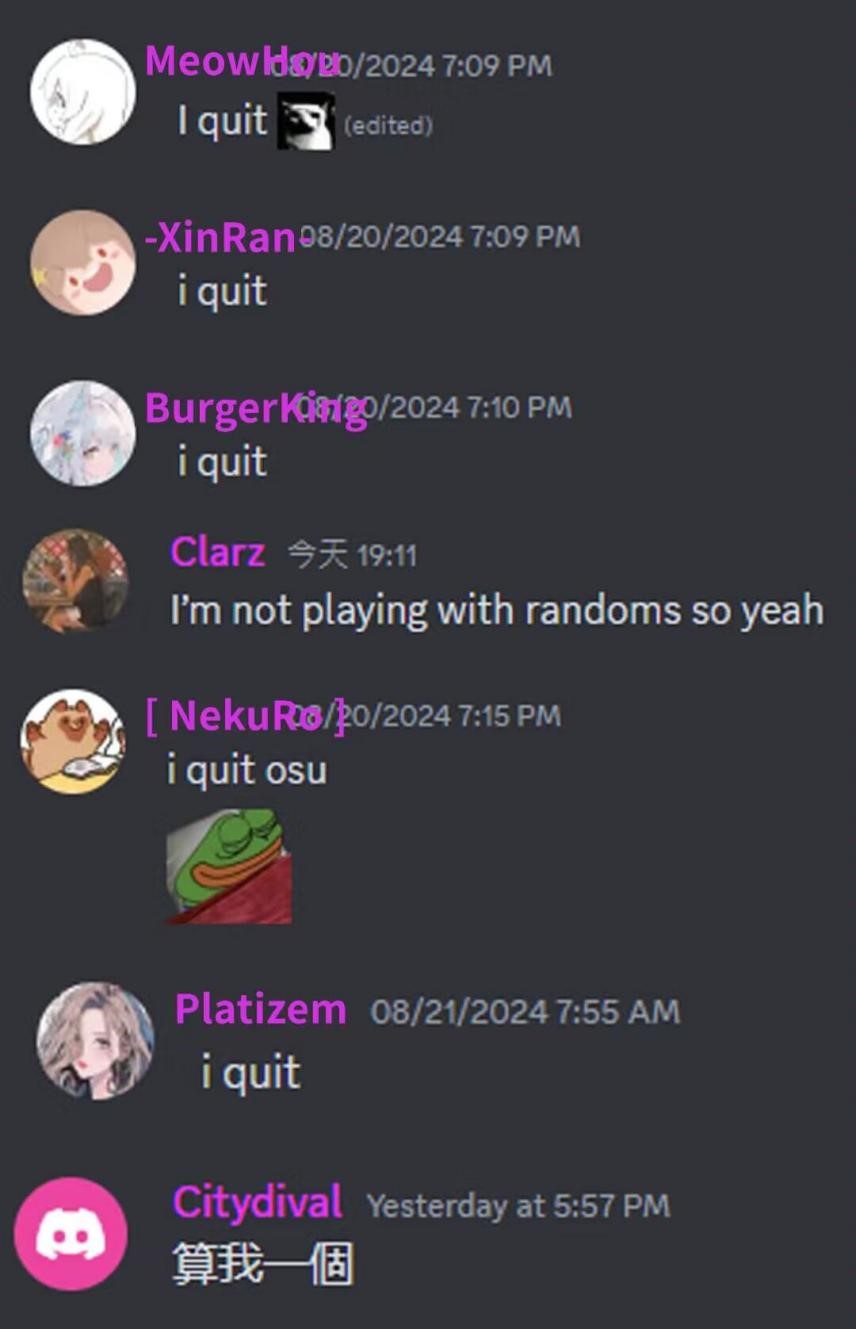 MeowHou 08/20/2024 7:09 PM
I quit (edited)
-XinRan- 08/20/2024 7:09 PM
i quit
BurgerKing 08/20/2024 7:10 PM
i quit
Clarz 今天 19:11
I'm not playing with randoms so yeah
[ NekuRo ] 08/20/2024 7:15 PM
i quit osu
Platizem 08/21/2024 7:55 AM
i quit
Citydival Yesterday at 5:57 PM
算我一個